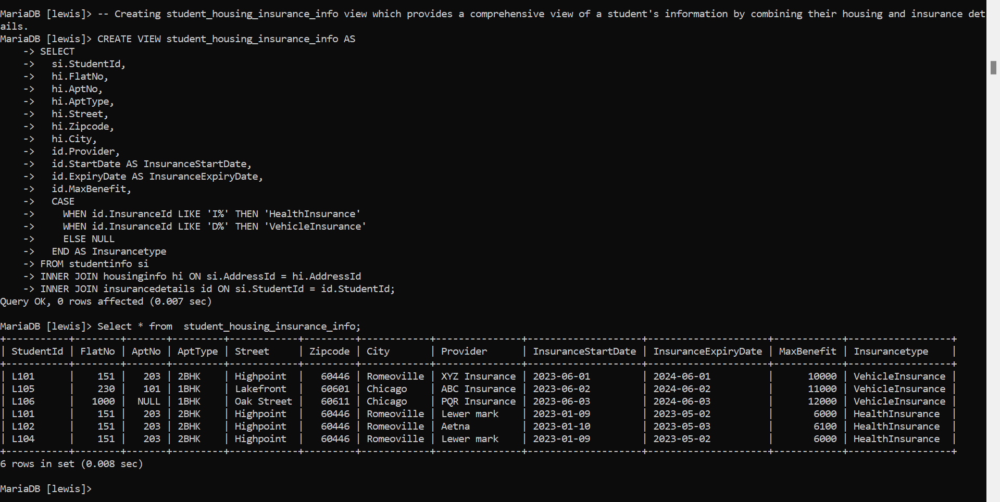 MariaDB [lewis]> -- Creating student_housing_insurance_info view which provides a comprehensive view of a student's information by combining their housing and insurance det
ails.
MariaDB [lewis]> CREATE VIEW student_housing_insurance_info AS
    -> SELECT
    ->   si.StudentId,
    ->   hi.FlatNo,
    ->   hi.AptNo,
    ->   hi.AptType,
    ->   hi.Street,
    ->   hi.Zipcode,
    ->   hi.City,
    ->   id.Provider,
    ->   id.StartDate AS InsuranceStartDate,
    ->   id.ExpiryDate AS InsuranceExpiryDate,
    ->   id.MaxBenefit,
    ->   CASE
    ->     WHEN id.InsuranceId LIKE 'I%' THEN 'HealthInsurance'
    ->     WHEN id.InsuranceId LIKE 'D%' THEN 'VehicleInsurance'
    ->     ELSE NULL
    ->   END AS Insurancetype
    -> FROM studentinfo si
    -> INNER JOIN housinginfo hi ON si.AddressId = hi.AddressId
    -> INNER JOIN insurancedetails id ON si.StudentId = id.StudentId;
Query OK, 0 rows affected (0.007 sec)
MariaDB [lewis]> Select * from  student_housing_insurance_info;
+-----------+--------+-------+---------+------------+---------+------------+---------------+--------------------+---------------------+------------+------------------+
| StudentId | FlatNo | AptNo | AptType | Street     | Zipcode | City       | Provider      | InsuranceStartDate | InsuranceExpiryDate | MaxBenefit | Insurancetype    |
+-----------+--------+-------+---------+------------+---------+------------+---------------+--------------------+---------------------+------------+------------------+
| L101      |    151 |   203 | 2BHK    | Highpoint  |   60446 | Romeoville | XYZ Insurance | 2023-06-01         | 2024-06-01          |      10000 | VehicleInsurance |
| L105      |    230 |   101 | 1BHK    | Lakefront  |   60601 | Chicago    | ABC Insurance | 2023-06-02         | 2024-06-02          |      11000 | VehicleInsurance |
| L106      |   1000 |  NULL | 1BHK    | Oak Street |   60611 | Chicago    | PQR Insurance | 2023-06-03         | 2024-06-03          |      12000 | VehicleInsurance |
| L101      |    151 |   203 | 2BHK    | Highpoint  |   60446 | Romeoville | Lewer mark    | 2023-01-09         | 2023-05-02          |       6000 | HealthInsurance  |
| L102      |    151 |   203 | 2BHK    | Highpoint  |   60446 | Romeoville | Aetna         | 2023-01-10         | 2023-05-03          |       6100 | HealthInsurance  |
| L104      |    151 |   203 | 2BHK    | Highpoint  |   60446 | Romeoville | Lewer mark    | 2023-01-09         | 2023-05-02          |       6000 | HealthInsurance  |
+-----------+--------+-------+---------+------------+---------+------------+---------------+--------------------+---------------------+------------+------------------+
6 rows in set (0.008 sec)
MariaDB [lewis]>